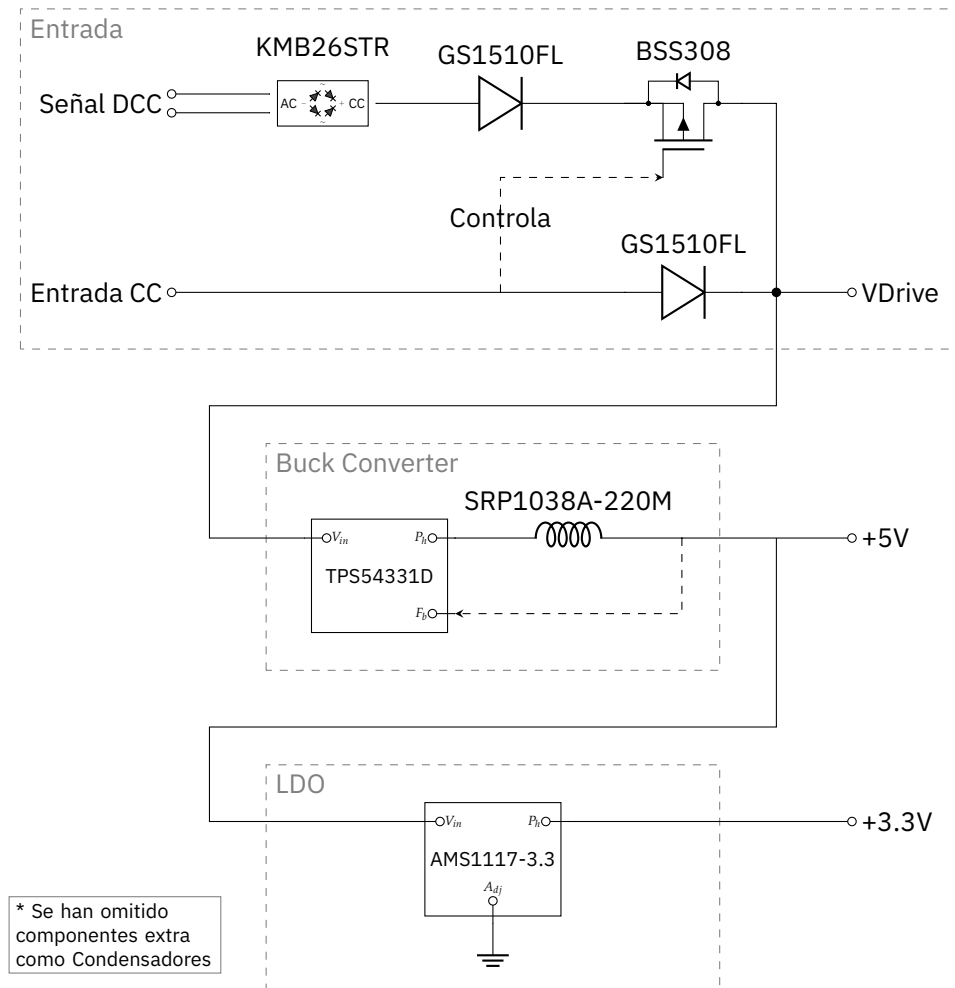 Entrada
KMB26STR
GS1510FL
BSS308
Señal DCC
AC - + CC
~
~
Controla
GS1510FL
Entrada CC
VDrive
Buck Converter
SRP1038A-220M
Vin
Ph
+5V
TPS54331D
Fb
LDO
Vin
Ph
+3.3V
AMS1117-3.3
Adj
* Se han omitido
componentes extra
como Condensadores